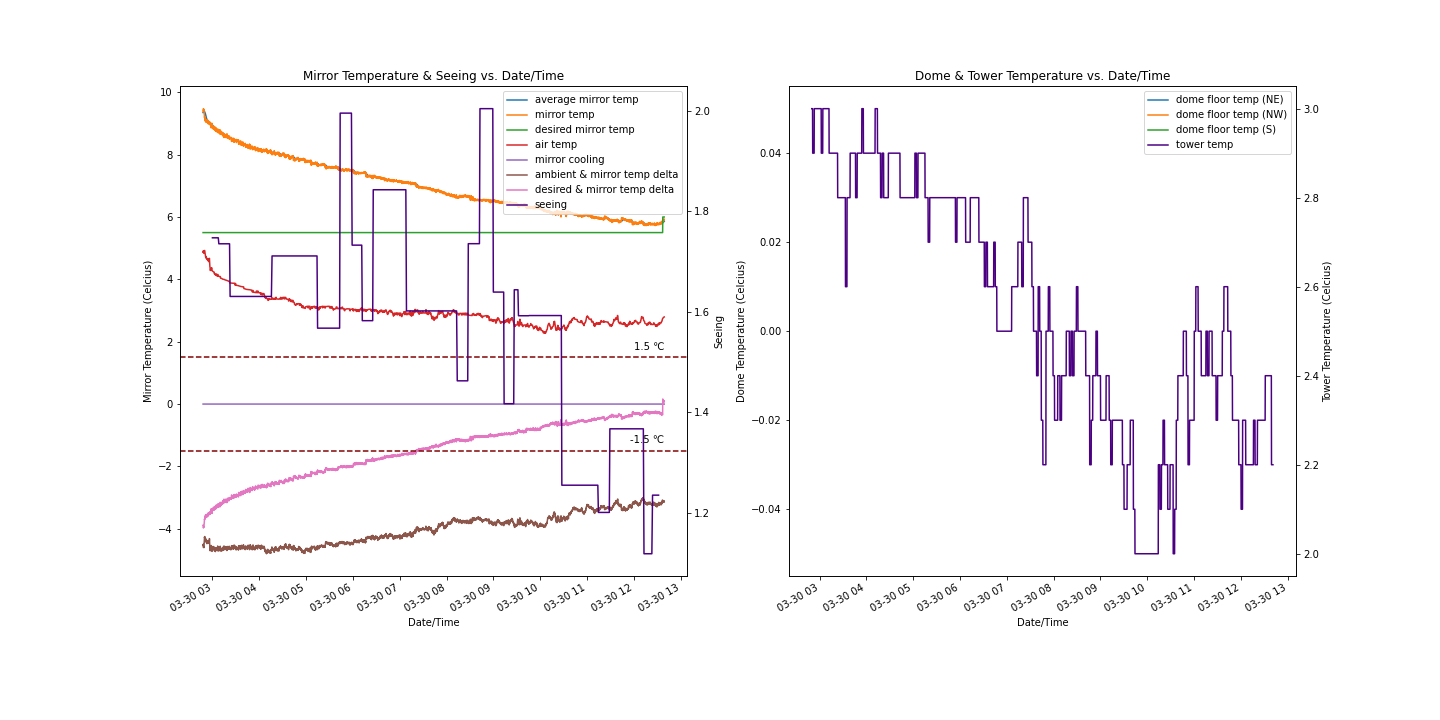 Mirror Temperature & Seeing vs. Date/Time
10
8
6
4
2
0
−2
−4
Mirror Temperature (Celcius)
average mirror temp
mirror temp
desired mirror temp
air temp
mirror cooling
ambient & mirror temp delta
desired & mirror temp delta
seeing
1.5 °C
-1.5 °C
2.0
1.8
1.6
1.4
1.2
Seeing
03-30 03
03-30 04
03-30 05
03-30 06
03-30 07
03-30 08
03-30 09
03-30 10
03-30 11
03-30 12
03-30 13
Date/Time
Dome & Tower Temperature vs. Date/Time
0.04
0.02
0.00
−0.02
−0.04
Dome Temperature (Celcius)
dome floor temp (NE)
dome floor temp (NW)
dome floor temp (S)
tower temp
3.0
2.8
2.6
2.4
2.2
2.0
Tower Temperature (Celcius)
03-30 03
03-30 04
03-30 05
03-30 06
03-30 07
03-30 08
03-30 09
03-30 10
03-30 11
03-30 12
03-30 13
Date/Time